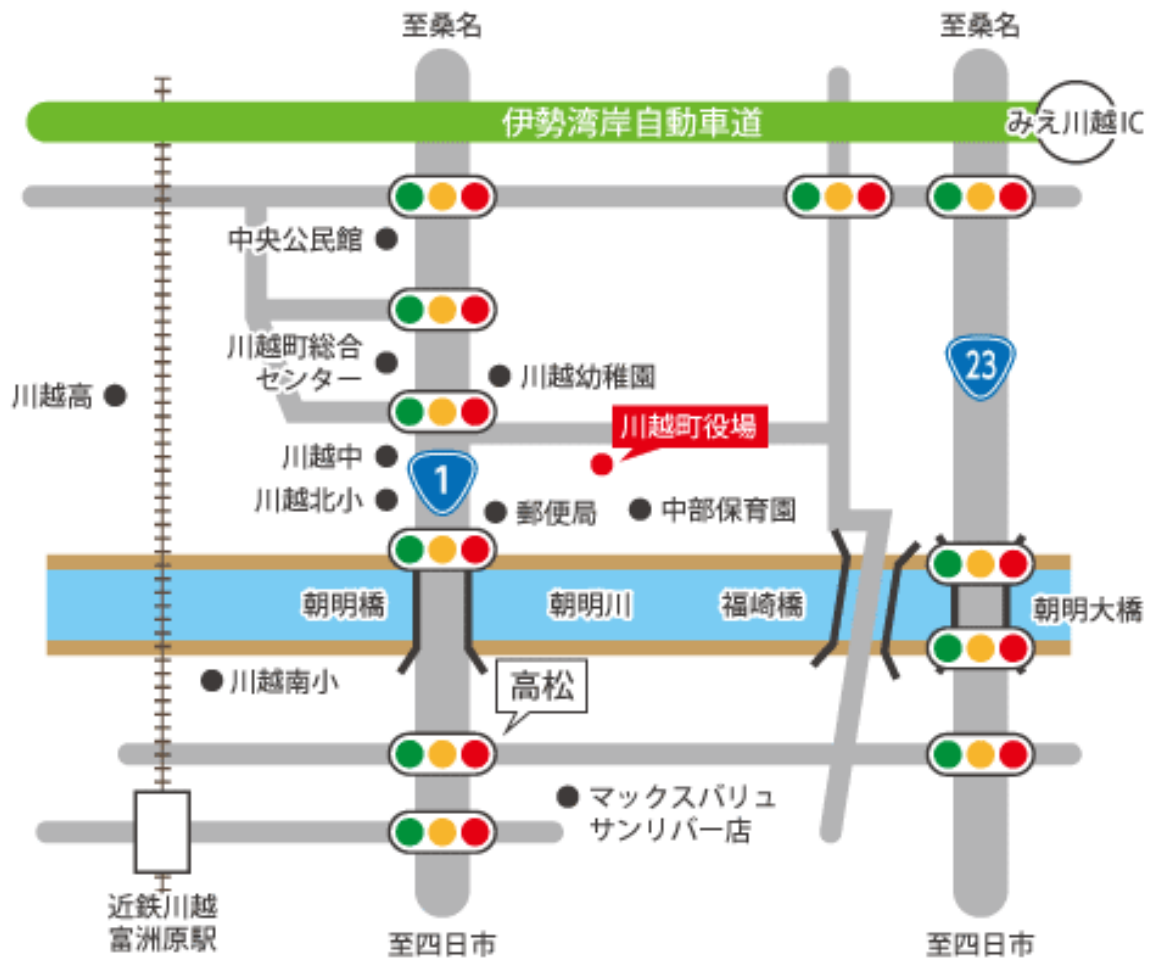 至桑名
至桑名
伊勢湾岸自動車道
みえ川越IC
中央公民館
川越町総合
センター
川越幼稚園
23
川越高
川越町役場
川越中
1
川越北小
郵便局
中部保育園
朝明橋
朝明川
福崎橋
朝明大橋
川越南小
高松
マックスバリュ
サンリバー店
近鉄川越
富洲原駅
至四日市
至四日市